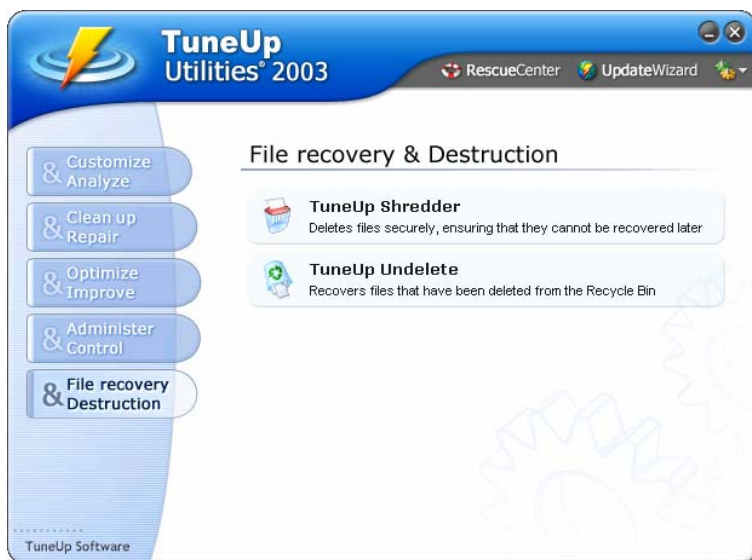 TuneUp
Utilities® 2003
RescueCenter
UpdateWizard
File recovery & Destruction
& Customize
Analyze
& Clean up
Repair
& Optimize
Improve
& Administer
Control
& File recovery
Destruction
TuneUp Shredder
Deletes files securely, ensuring that they cannot be recovered later
TuneUp Undelete
Recovers files that have been deleted from the Recycle Bin
TuneUp Software